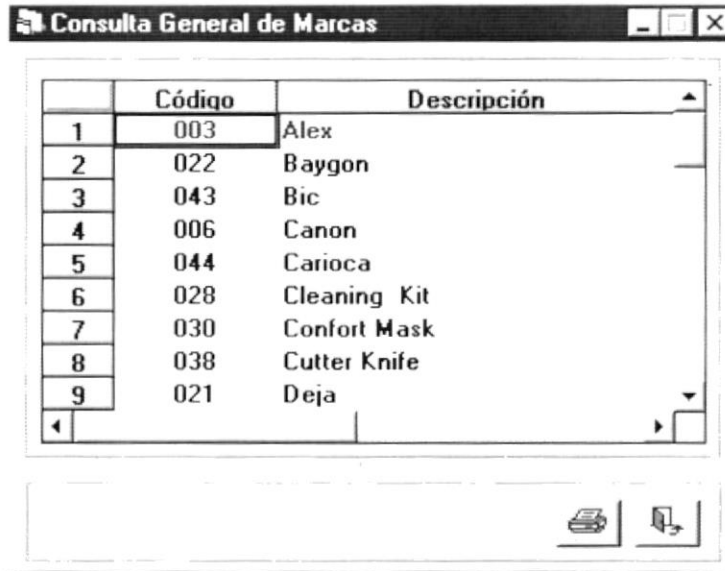 Consulta General de Marcas
Código Descripción
1 003 Alex
2 022 Baygon
3 043 Bic
4 006 Canon
5 044 Carioca
6 028 Cleaning Kit
7 030 Confort Mask
8 038 Cutter Knife
9 021 Deja